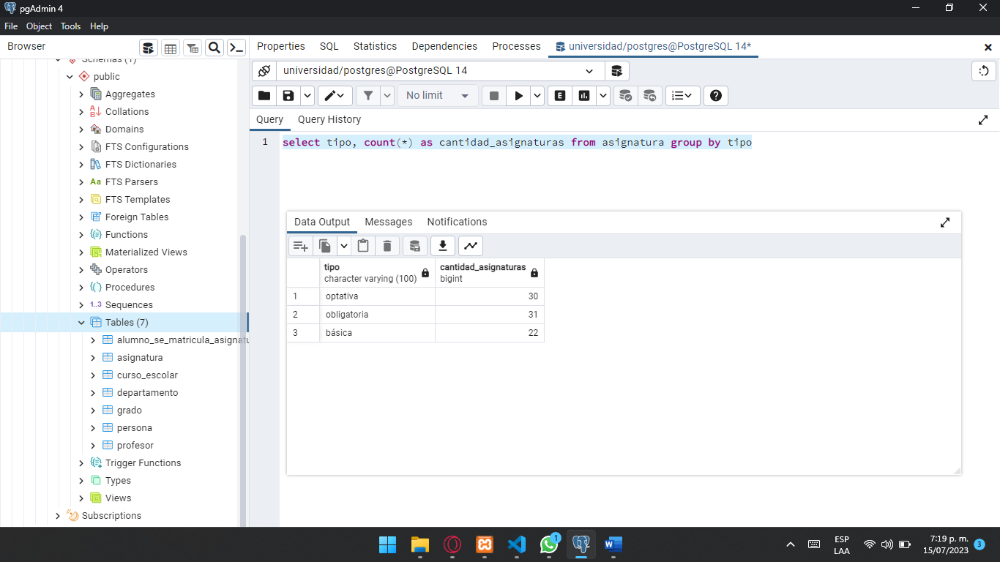 pgAdmin 4
File Object Tools Help
Browser
Properties SQL Statistics Dependencies Processes universidad/postgres@PostgreSQL 14*
Schemas (1)
public
Aggregates
Collations
Domains
FTS Configurations
FTS Dictionaries
Aa FTS Parsers
FTS Templates
Foreign Tables
Functions
Materialized Views
Operators
Procedures
1..3 Sequences
Tables (7)
alumno_se_matricula_asignatu
asignatura
curso_escolar
departamento
grado
persona
profesor
Trigger Functions
Types
Views
Subscriptions
universidad/postgres@PostgreSQL 14
No limit E
Query Query History
1 select tipo, count(*) as cantidad_asignaturas from asignatura group by tipo
Data Output Messages Notifications
tipo cantidad_asignaturas
character varying (100) bigint
1 optativa 30
2 obligatoria 31
3 básica 22
1
ESP
LAA
7:19 p. m.
15/07/2023
3